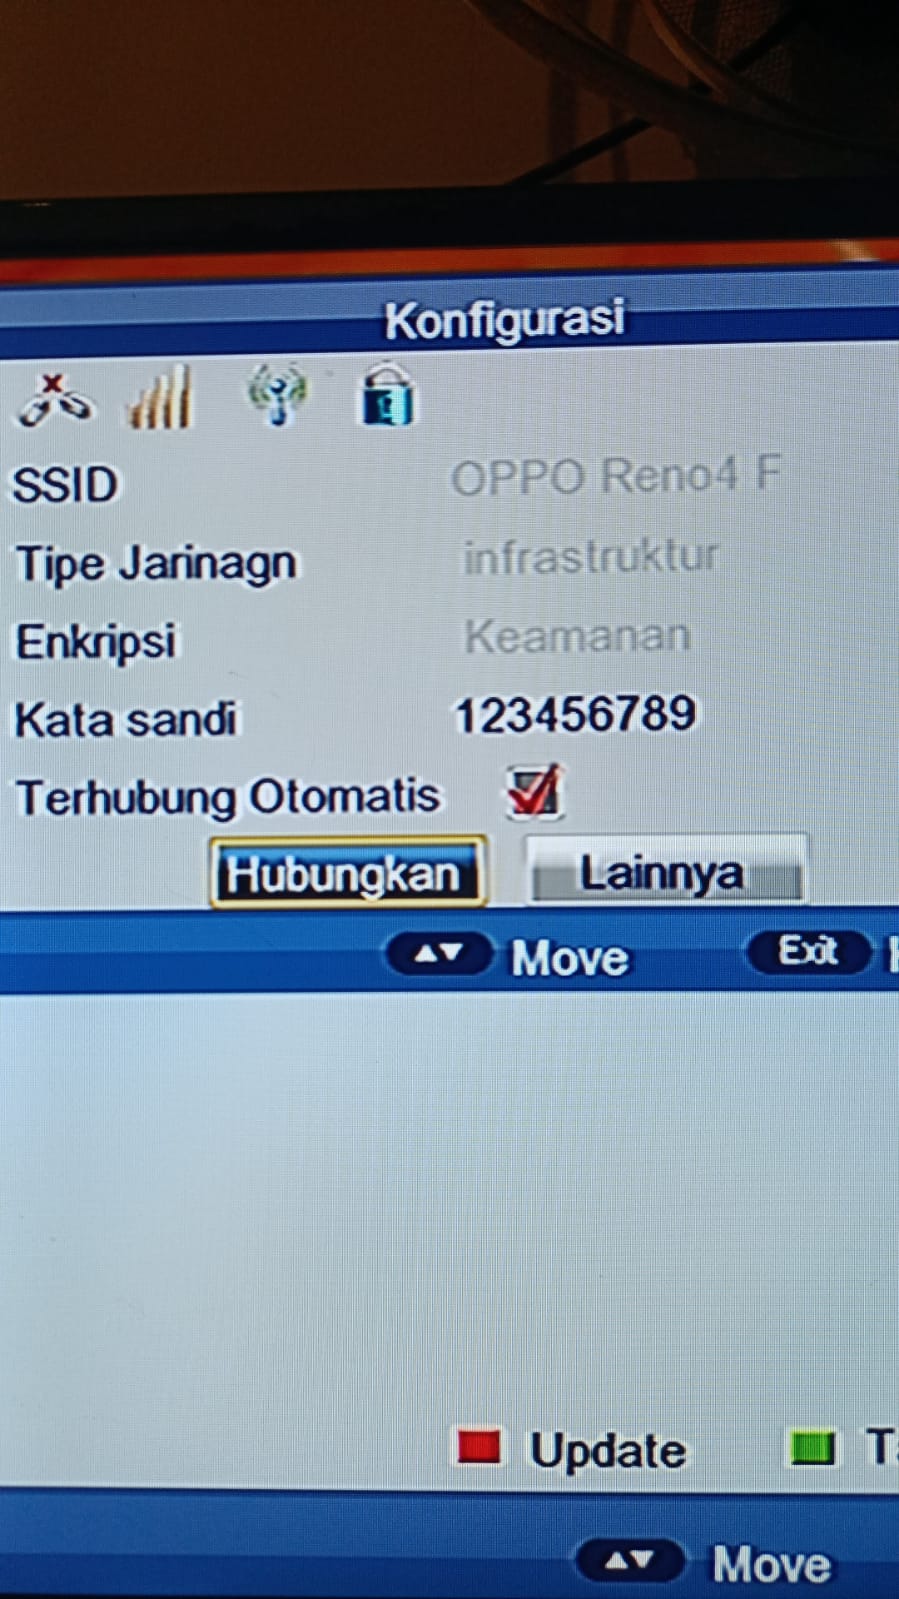 Konfigurasi
SSID OPPO Reno4 F
Tipe Jarinagn infrastruktur
Enkripsi Keamanan
Kata sandi 123456789
Terhubung Otomatis
Hubungkan Lainnya
Move Exit
Update
Move